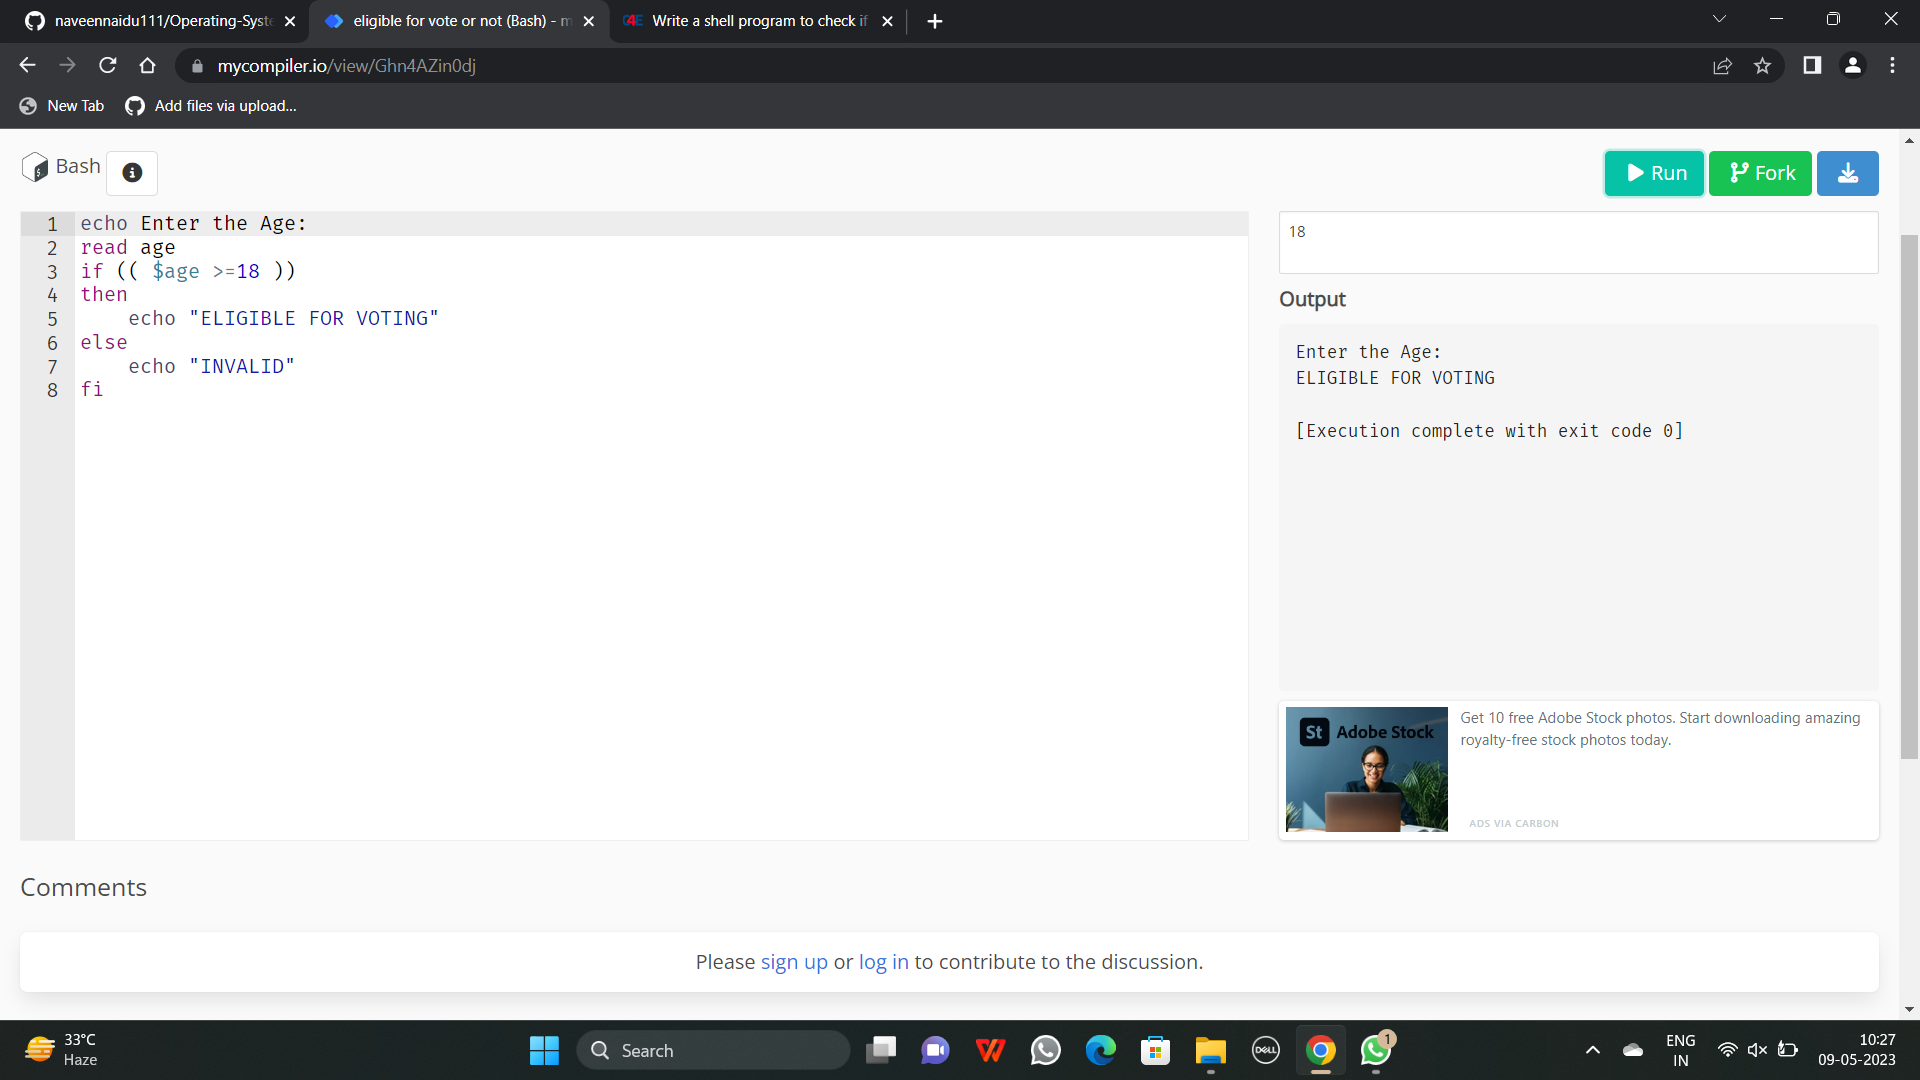 naveennaidu111/Operating-Syste
eligible for vote or not (Bash) - m
C4E Write a shell program to check if
mycompiler.io/view/Ghn4AZin0dj
New Tab
Add files via upload...
Bash
Run
Fork
1 echo Enter the Age:
2 read age
3 if (( $age >=18 ))
4 then
5     echo "ELIGIBLE FOR VOTING"
6 else
7     echo "INVALID"
8 fi
18
Output
Enter the Age:
ELIGIBLE FOR VOTING
[Execution complete with exit code 0]
St Adobe Stock
Get 10 free Adobe Stock photos. Start downloading amazing
royalty-free stock photos today.
ADS VIA CARBON
Comments
Please sign up or log in to contribute to the discussion.
33°C
Haze
Search
DELL
1
ENG
IN
10:27
09-05-2023